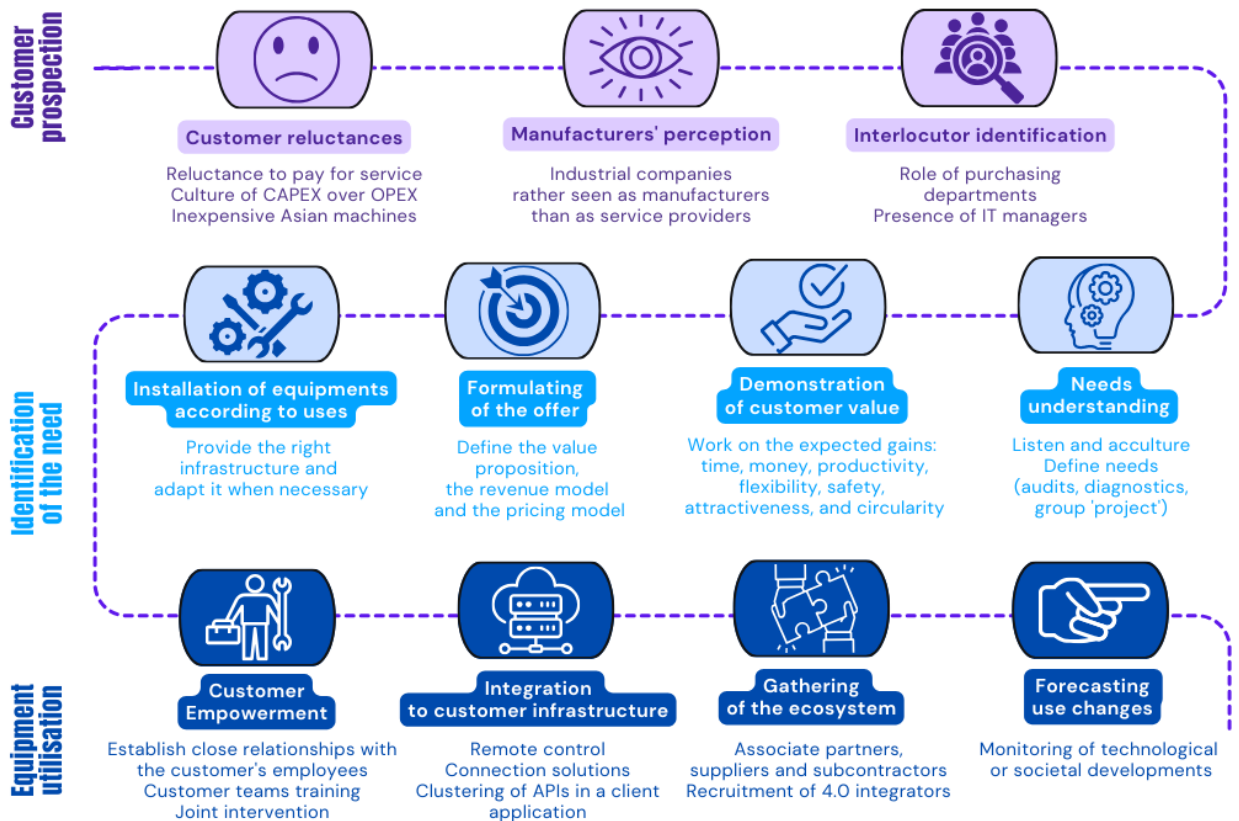 Customer
prospection
Customer reluctances
Reluctance to pay for service
Culture of CAPEX over OPEX
Inexpensive Asian machines
Manufacturers' perception
Industrial companies
rather seen as manufacturers
than as service providers
Interlocutor identification
Role of purchasing
departments
Presence of IT managers
Identification
of the need
Installation of equipments
according to uses
Provide the right
infrastructure and
adapt it when necessary
Formulating
of the offer
Define the value
proposition,
the revenue model
and the pricing model
Demonstration
of customer value
Work on the expected gains:
time, money, productivity,
flexibility, safety,
attractiveness, and circularity
Needs
understanding
Listen and acculture
Define needs
(audits, diagnostics,
group 'project')
Equipment
utilisation
Customer
Empowerment
Establish close relationships with
the customer's employees
Customer teams training
Joint intervention
Integration
to customer infrastructure
Remote control
Connection solutions
Clustering of APIs in a client
application
Gathering
of the ecosystem
Associate partners,
suppliers and subcontractors
Recruitment of 4.0 integrators
Forecasting
use changes
Monitoring of technological
or societal developments